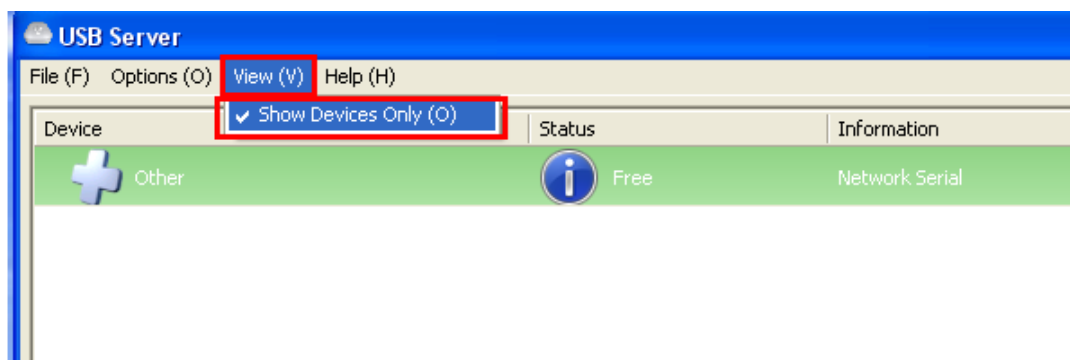 USB Server
File (F) Options (O) View (V) Help (H)
Show Devices Only (O)
Device Status Information
Other Free Network Serial